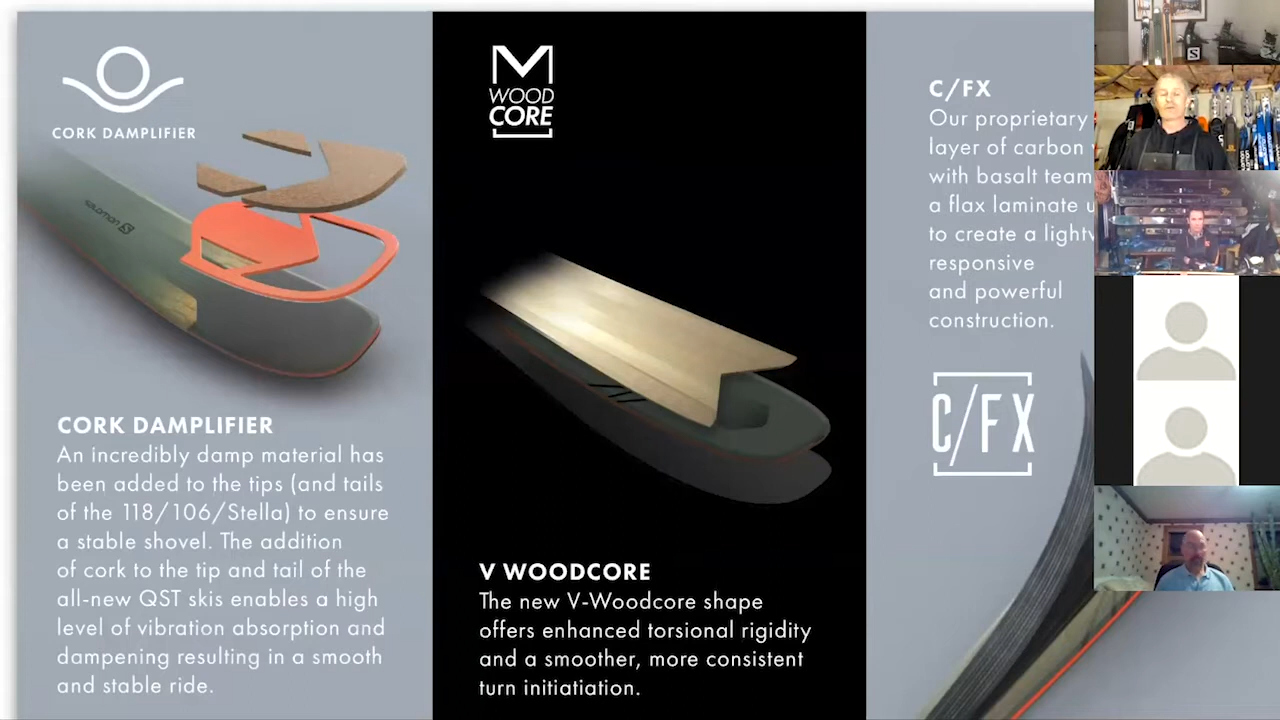 CORK DAMPLIFIER
salomon
CORK DAMPLIFIER
An incredibly damp material has
been added to the tips (and tails
of the 118/106/Stella) to ensure
a stable shovel. The addition
of cork to the tip and tail of the
all-new QST skis enables a high
level of vibration absorption and
dampening resulting in a smooth
and stable ride.
WOOD
CORE
V WOODCORE
The new V-Woodcore shape
offers enhanced torsional rigidity
and a smoother, more consistent
turn initiatiation.
C/FX
Our proprietary
layer of carbon
with basalt team
a flax laminate
to create a
responsive
and powerful
construction.
C/FX